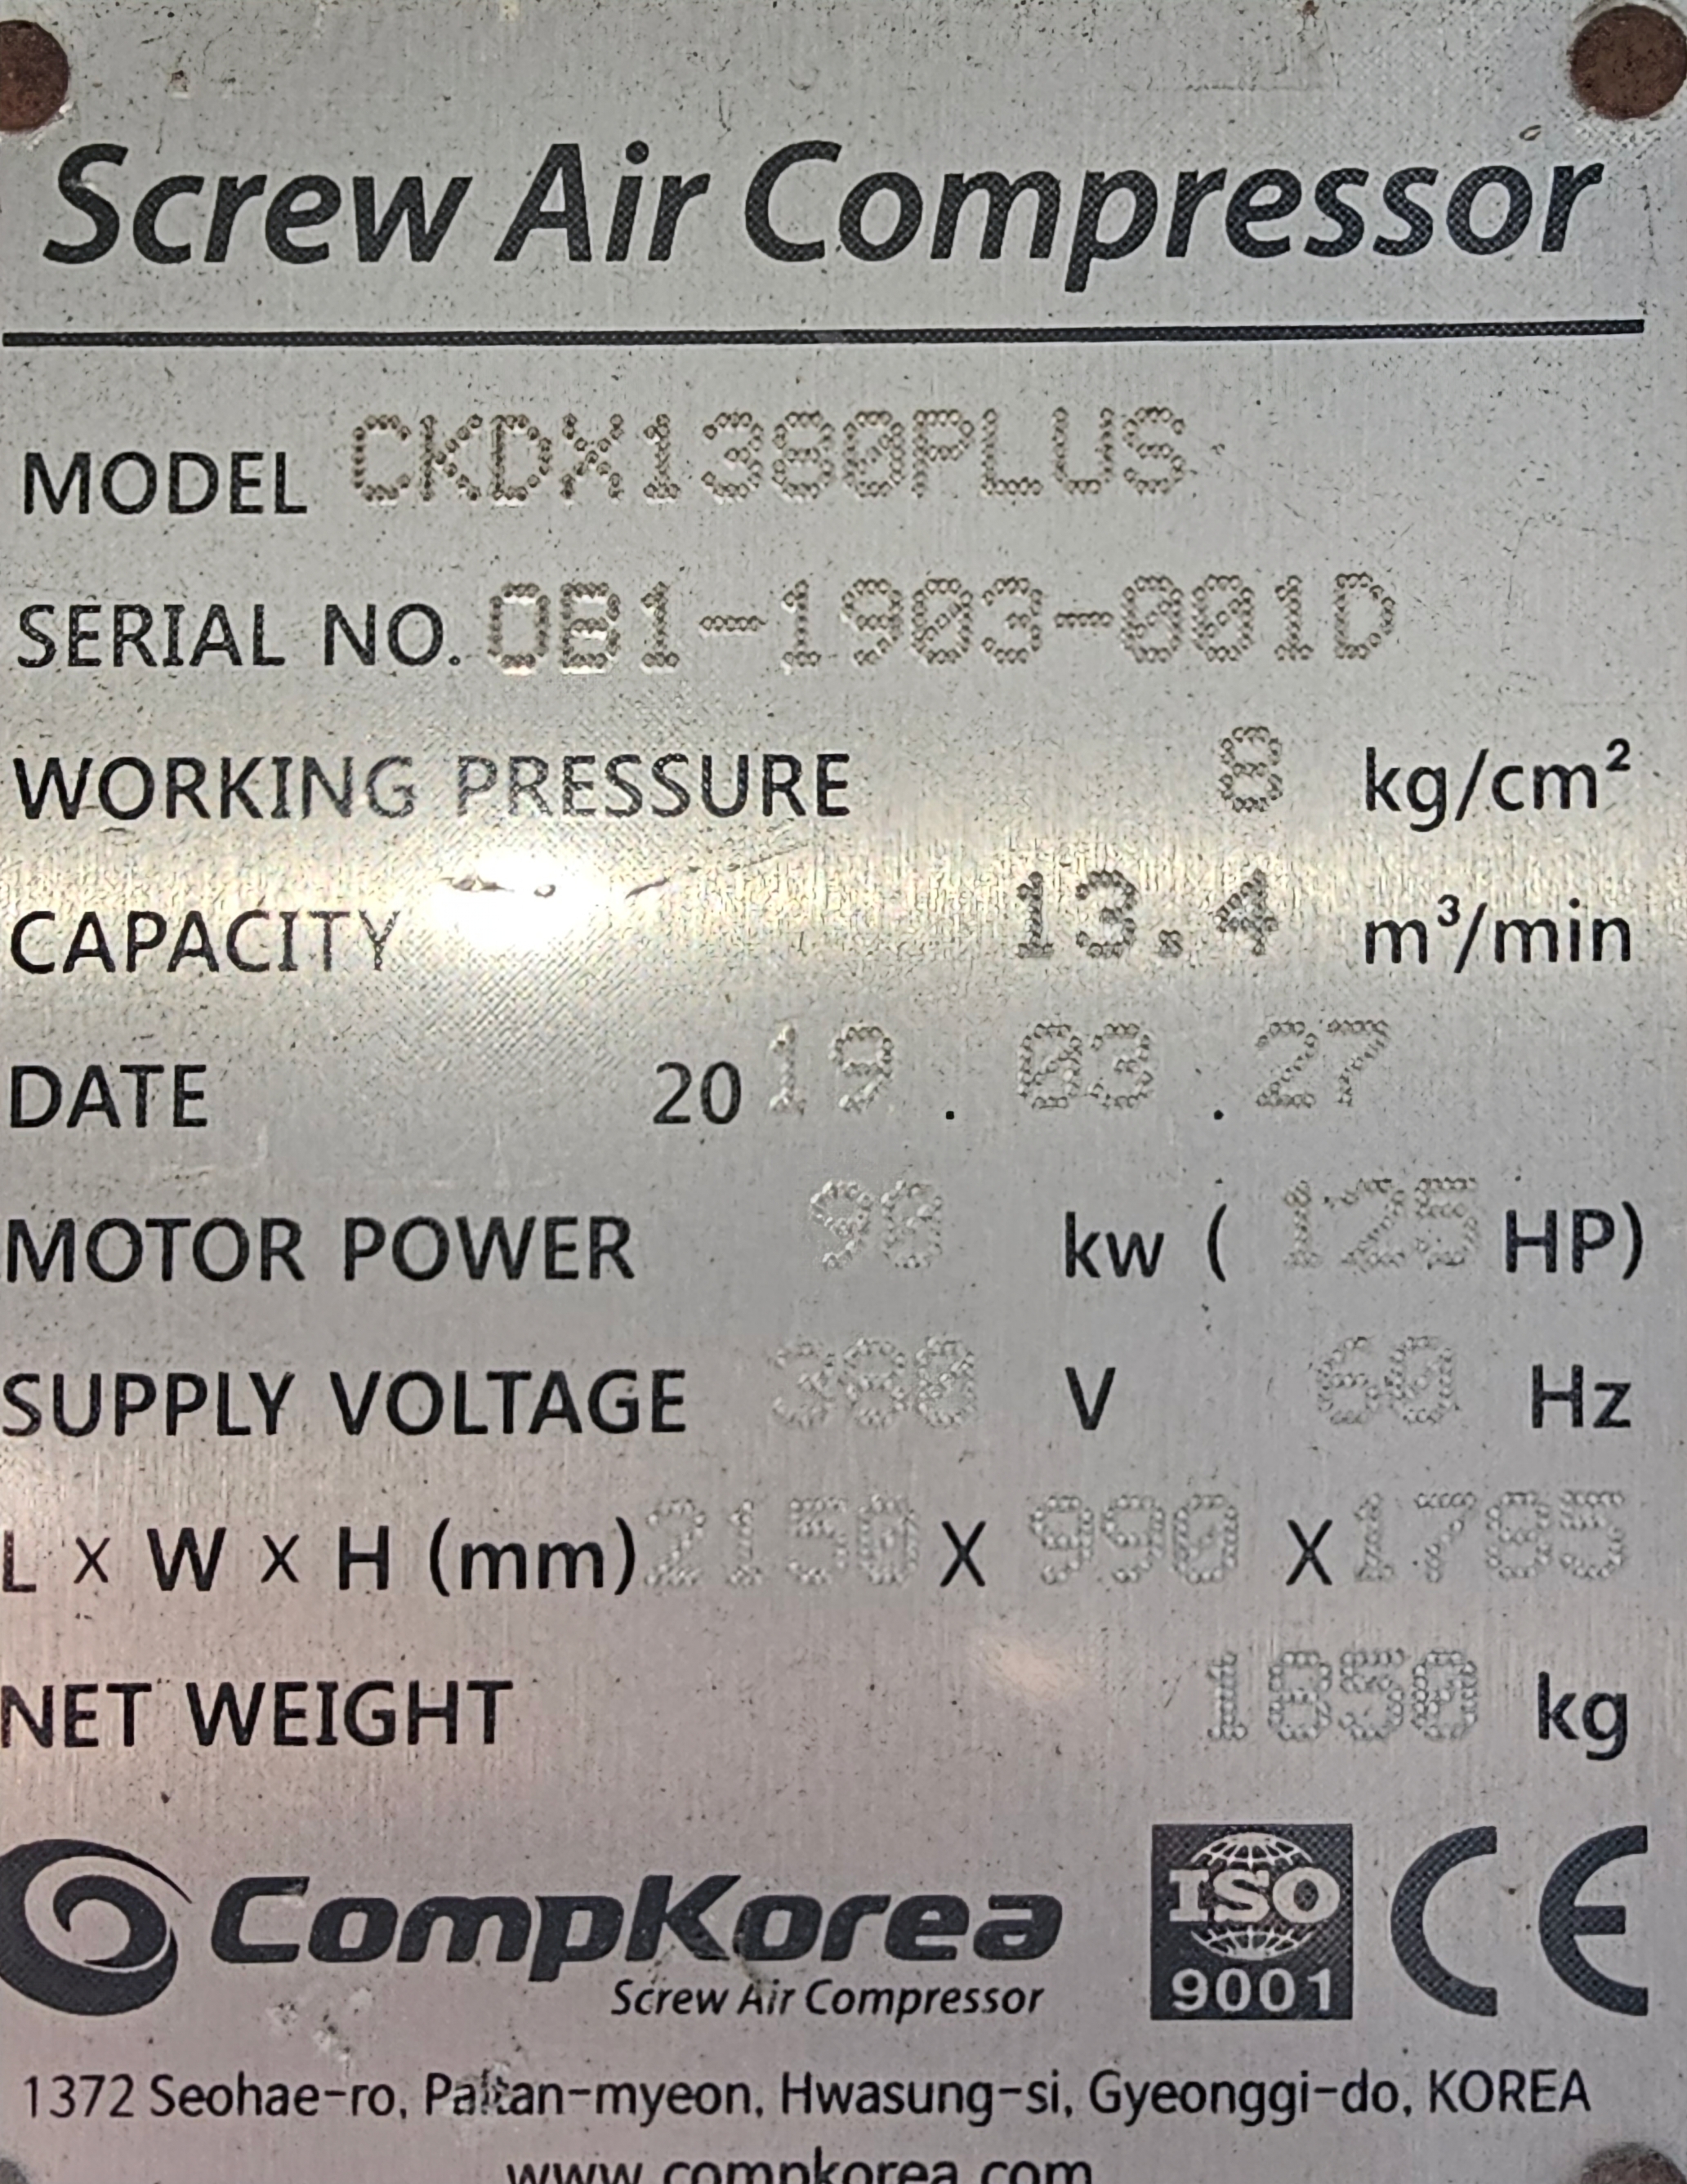 Screw Air Compressor
MODEL CKDX1380PLUS
SERIAL NO. OB1-1903-001D
WORKING PRESSURE 8 kg/cm²
CAPACITY 13.4 m³/min
DATE 2019 . 03 . 27
MOTOR POWER 90 kw ( 125 HP)
SUPPLY VOLTAGE 380 V 60 Hz
L x W x H (mm) 2150 X 990 X 1785
NET WEIGHT 1850 kg
CompKorea
Screw Air Compressor
ISO
9001
CE
1372 Seohae-ro, Paltan-myeon, Hwasung-si, Gyeonggi-do, KOREA
www.compkorea.com